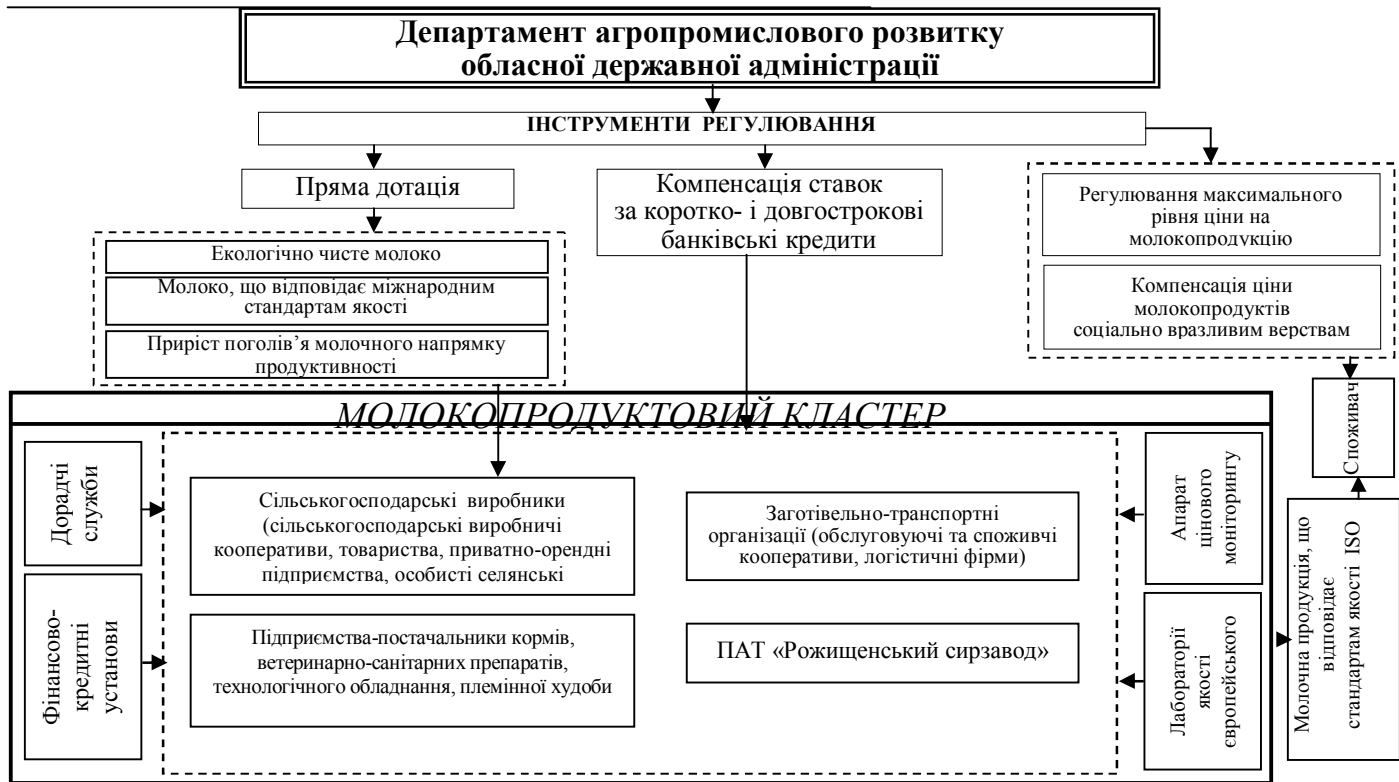 Департамент агропромислового розвитку
обласної державної адміністрації
ІНСТРУМЕНТИ РЕГУЛЮВАННЯ
Пряма дотація
Компенсація ставок
за коротко- і довгострокові
банківські кредити
Регулювання максимального
рівня ціни на
молокопродукцію
Компенсація ціни
молокопродуктів
соціально вразливим верствам
Екологічно чисте молоко
Молоко, що відповідає міжнародним
стандартам якості
Приріст поголів’я молочного напрямку
продуктивності
МОЛОКОПРОДУКТОВИЙ КЛАСТЕР
Дорадчі
служби
Фінансово-
кредитні
установи
Сільськогосподарські виробники
(сільськогосподарські виробничі
кооперативи, товариства, приватно-орендні
підприємства, особисті селянські
Заготівельно-транспортні
організації (обслуговуючі та споживчі
кооперативи, логістичні фірми)
Підприємства-постачальники кормів,
ветеринарно-санітарних препаратів,
технологічного обладнання, племінної худоби
ПАТ «Рожищенський сирзавод»
Апарат
цінового
моніторингу
Лабораторії
якості
європейського
Споживач
Молочна продукція, що
відповідає
стандартам якості ISO